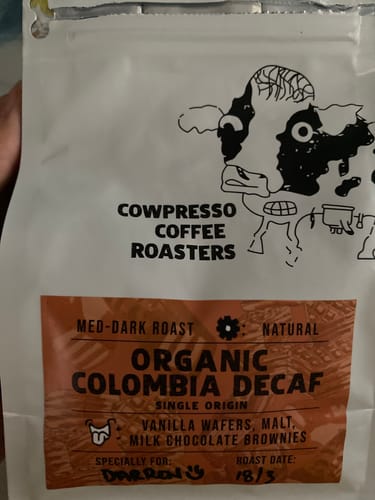 COWPRESSO
COFFEE
ROASTERS
MED-DARK ROAST : NATURAL
ORGANIC
COLOMBIA DECAF
SINGLE ORIGIN
: VANILLA WAFERS, MALT,
MILK CHOCOLATE BROWNIES
SPECIALLY FOR: ROAST DATE:
DARRON 18/3